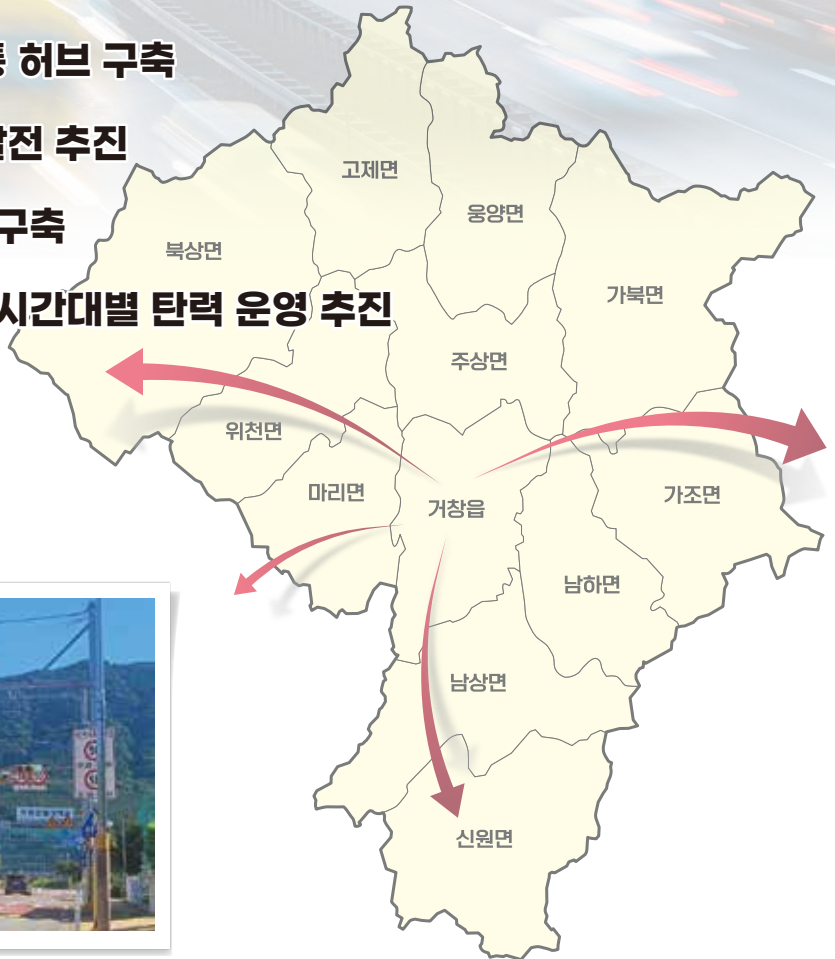 통 허브 구축
발전 추진
구축
시간대별 탄력 운영 추진
고제면
웅양면
북상면
가북면
주상면
위천면
마리면
거창읍
가조면
남하면
남상면
신원면